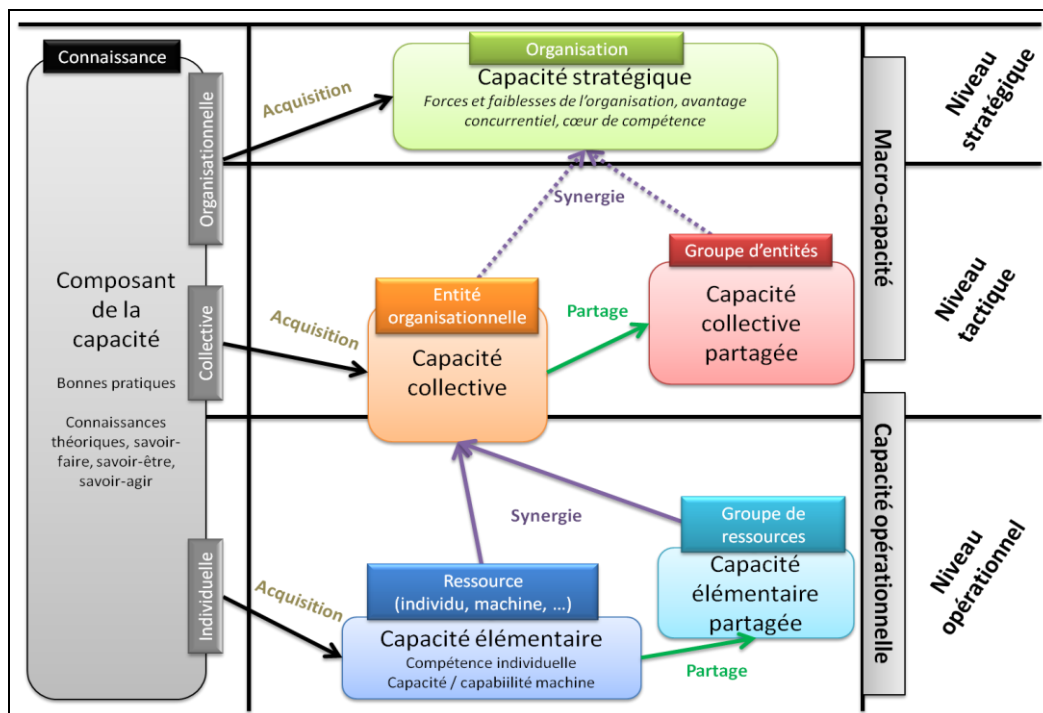 Connaissance
Organisationnelle
Composant
de la
capacité
Bonnes pratiques
Connaissances
théoriques, savoir-
faire, savoir-être,
savoir-agir
Collective
Individuelle
Acquisition
Organisation
Capacité stratégique
Forces et faiblesses de l'organisation, avantage
concurrentiel, cœur de compétence
Niveau
stratégique
Macro-capacité
Synergie
Groupe d'entités
Capacité
collective
partagée
Partage
Entité
organisationnelle
Capacité
collective
Acquisition
Niveau
tactique
Capacité opérationnelle
Synergie
Groupe de
ressources
Capacité
élémentaire
partagée
Partage
Acquisition
Ressource
(individu, machine, …)
Capacité élémentaire
Compétence individuelle
Capacité / capabiilité machine
Niveau
opérationnel